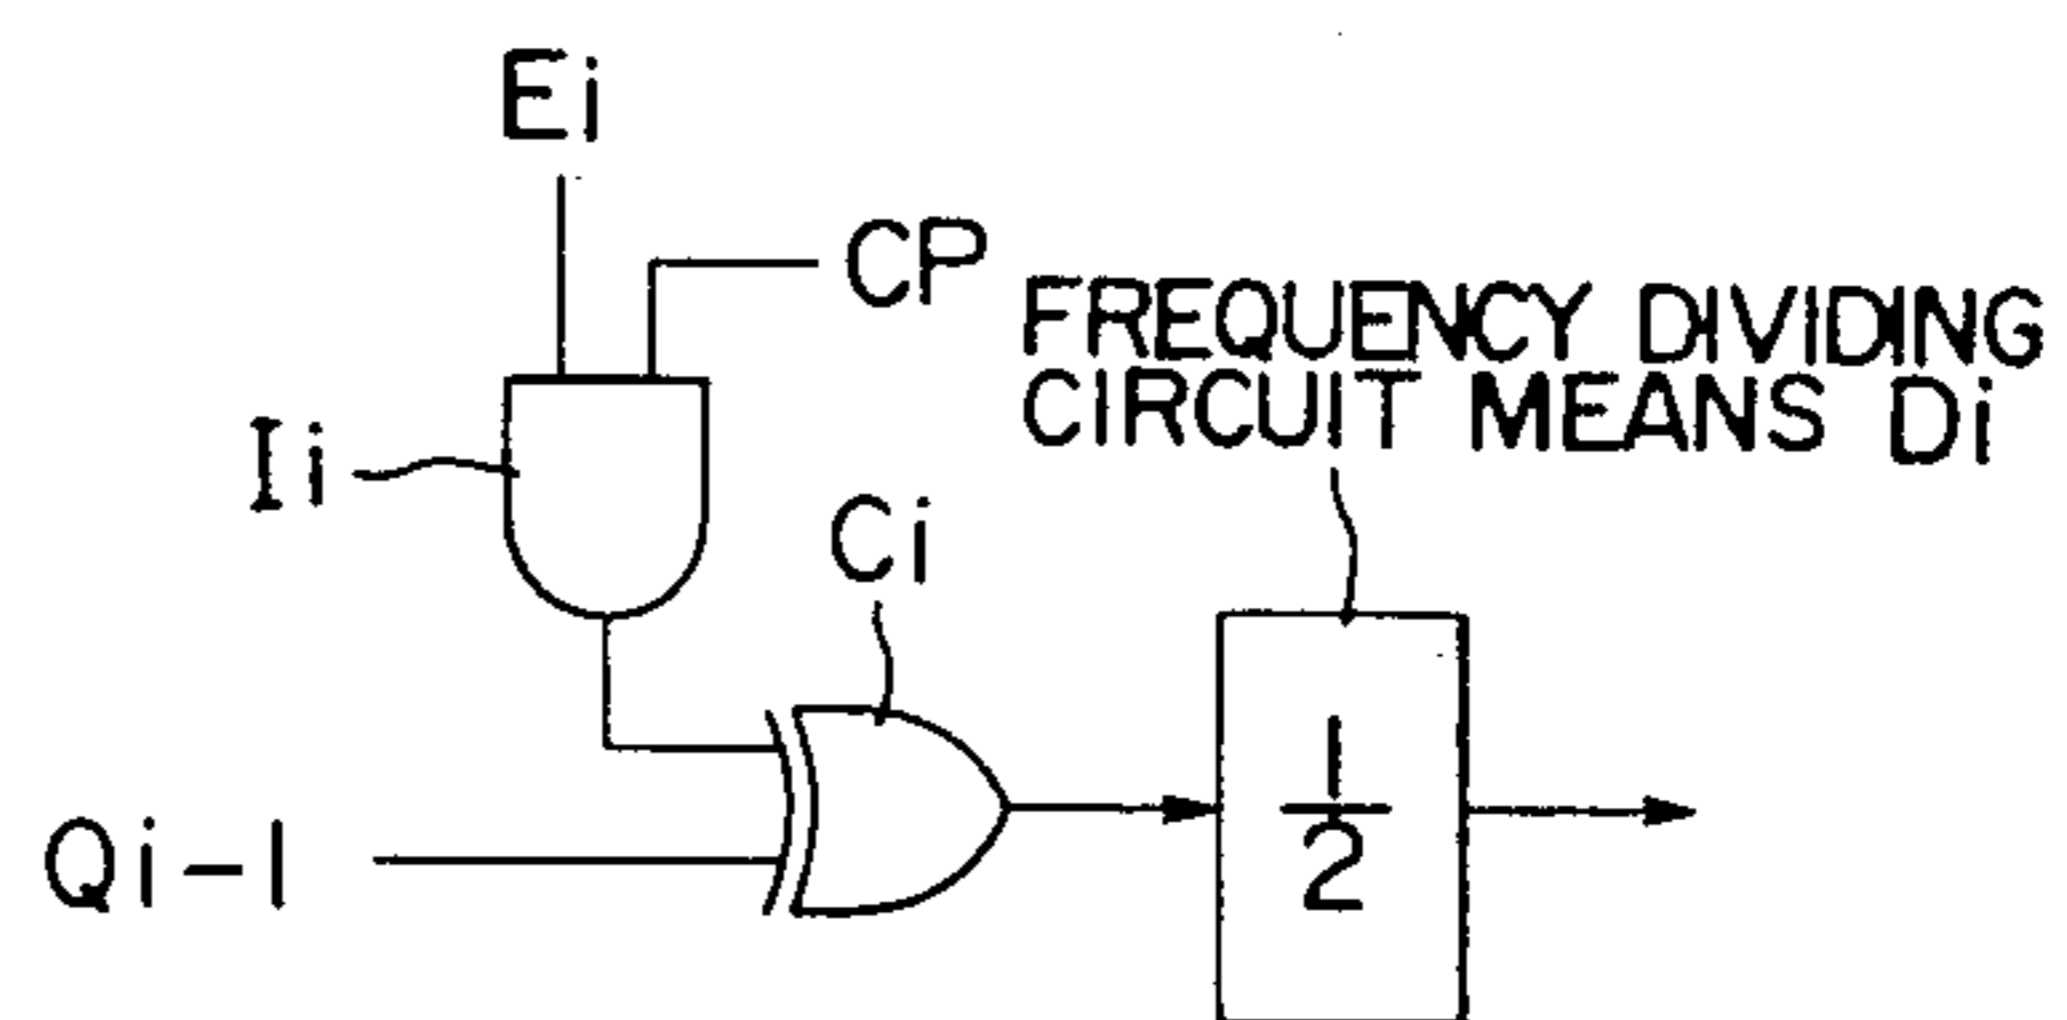 Ei
CP
FREQUENCY DIVIDING
CIRCUIT MEANS Di
Ii
Ci
1
2
Qi-1